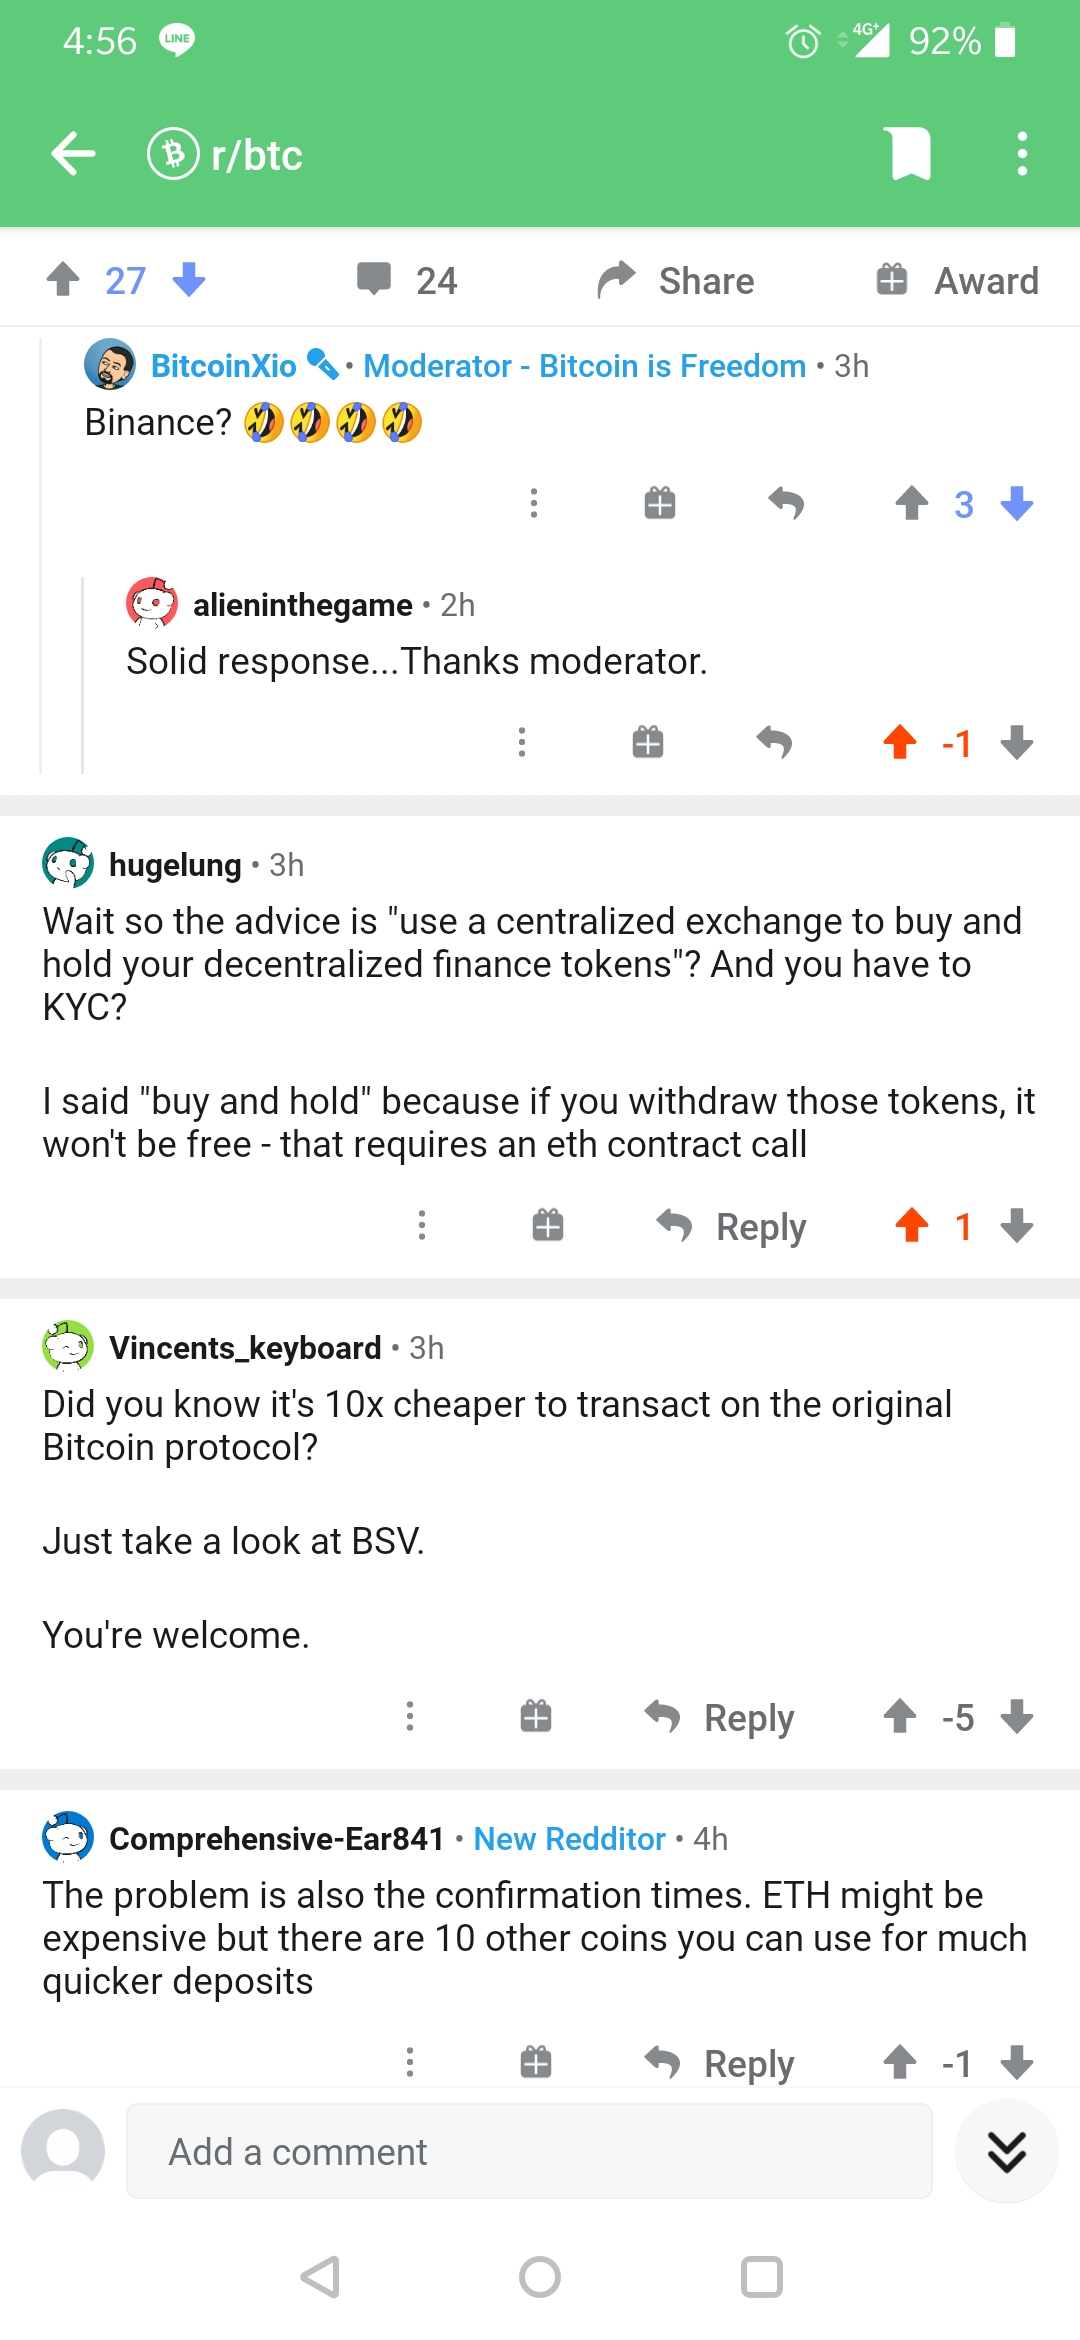 4:56 LINE 4G+ 92%
r/btc
27 24 Share Award
BitcoinXio • Moderator - Bitcoin is Freedom • 3h
Binance? 🤣🤣🤣🤣
3
alieninthegame • 2h
Solid response...Thanks moderator.
-1
hugelung • 3h
Wait so the advice is "use a centralized exchange to buy and
hold your decentralized finance tokens"? And you have to
KYC?
I said "buy and hold" because if you withdraw those tokens, it
won't be free - that requires an eth contract call
Reply 1
Vincents_keyboard • 3h
Did you know it's 10x cheaper to transact on the original
Bitcoin protocol?
Just take a look at BSV.
You're welcome.
Reply -5
Comprehensive-Ear841 • New Redditor • 4h
The problem is also the confirmation times. ETH might be
expensive but there are 10 other coins you can use for much
quicker deposits
Reply -1
Add a comment